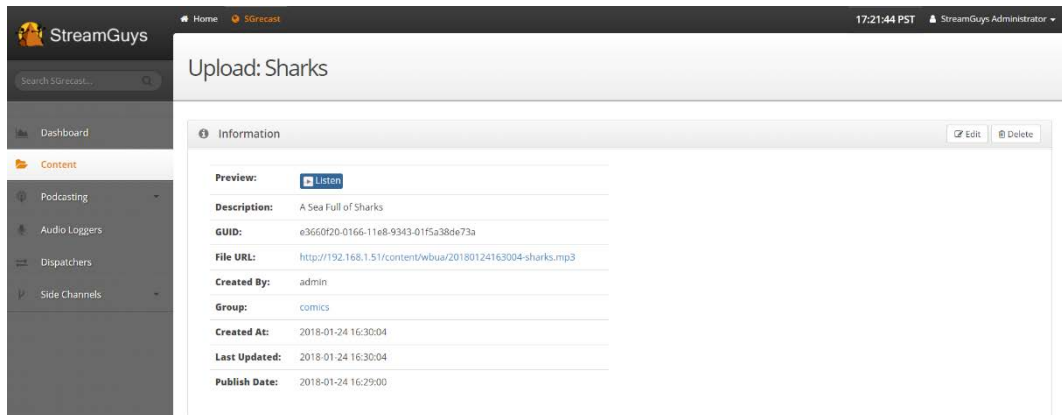 StreamGuys
Home SGrecast
17:21:44 PST StreamGuys Administrator
Search SGrecast...
Upload: Sharks
Dashboard
Content
Podcasting
Audio Loggers
Dispatchers
Side Channels
Information
Edit Delete
Preview: Listen
Description: A Sea Full of Sharks
GUID: e3660f20-0166-11e8-9343-01f5a38de73a
File URL: http://192.168.1.51/content/wbua/20180124163004-sharks.mp3
Created By: admin
Group: comics
Created At: 2018-01-24 16:30:04
Last Updated: 2018-01-24 16:30:04
Publish Date: 2018-01-24 16:29:00